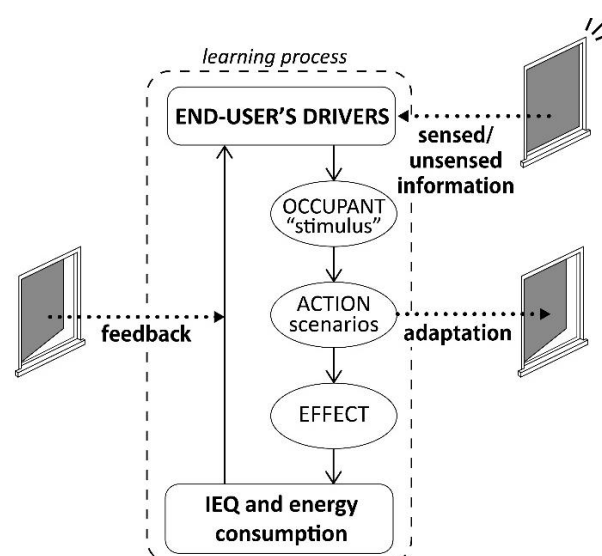 learning process
END-USER’S DRIVERS
sensed/
unsensed
information
OCCUPANT
“stimulus”
ACTION
scenarios
feedback
adaptation
EFFECT
IEQ and energy
consumption